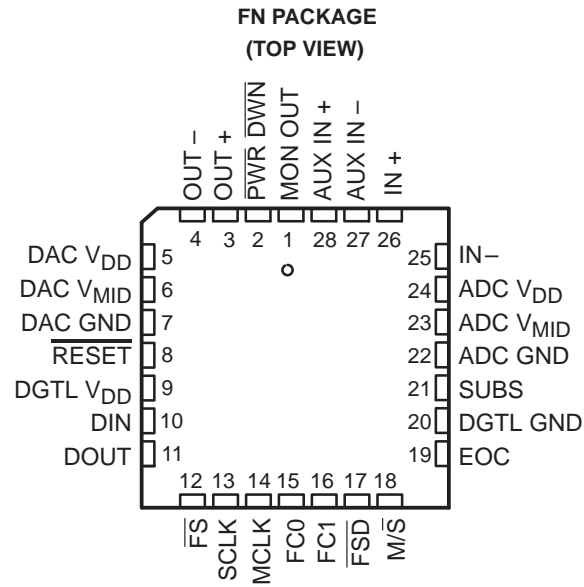 FN PACKAGE
(TOP VIEW)
OUT –
OUT +
PWR DWN
MON OUT
AUX IN +
AUX IN –
IN +
4 3 2 1 28 27 26
DAC VDD 5
DAC VMID 6
DAC GND 7
RESET 8
DGTL VDD 9
DIN 10
DOUT 11
25 IN–
24 ADC VDD
23 ADC VMID
22 ADC GND
21 SUBS
20 DGTL GND
19 EOC
12 13 14 15 16 17 18
FS
SCLK
MCLK
FC0
FC1
FSD
M/S